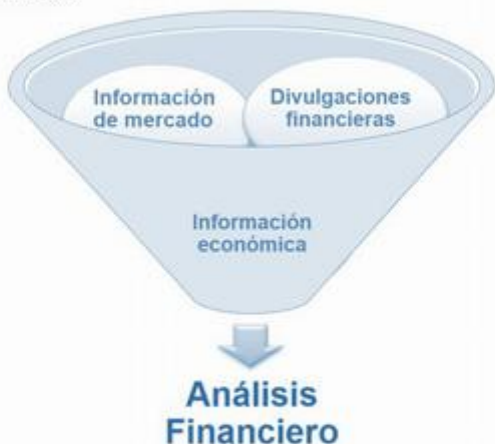 Información
de mercado
Divulgaciones
financieras
Información
económica
Análisis
Financiero